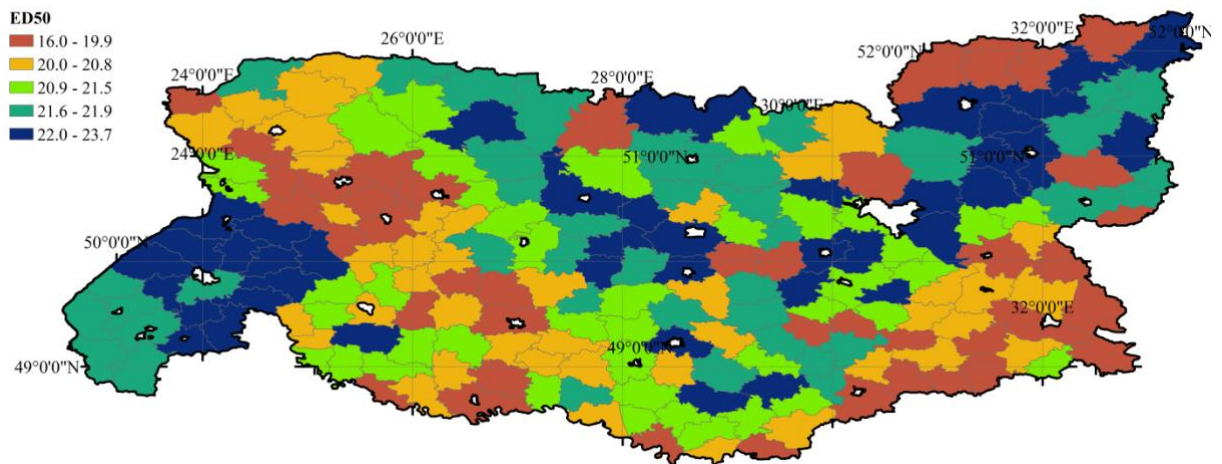 ED50
16.0 - 19.9
20.0 - 20.8
20.9 - 21.5
21.6 - 21.9
22.0 - 23.7
26°0'0"E
32°0'0"E
52°0'0"N
52°0'0"N
24°0'0"E
28°0'0"E
30°0'0"E
24°0'0"E
51°0'0"N
51°0'0"N
50°0'0"N
32°0'0"E
49°0'0"N
49°0'0"N